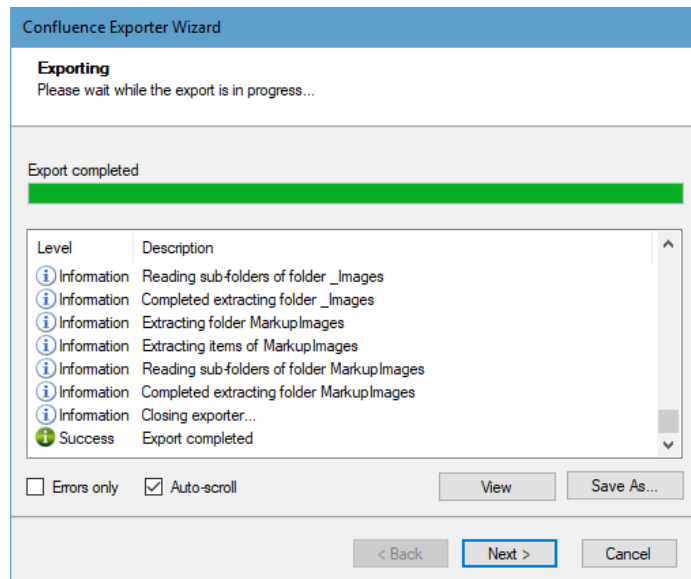 Confluence Exporter Wizard
Exporting
Please wait while the export is in progress...
Export completed
Level Description
Information Reading sub-folders of folder _Images
Information Completed extracting folder _Images
Information Extracting folder MarkupImages
Information Extracting items of MarkupImages
Information Reading sub-folders of folder MarkupImages
Information Completed extracting folder MarkupImages
Information Closing exporter...
Success Export completed
Errors only Auto-scroll View Save As...
< Back Next > Cancel